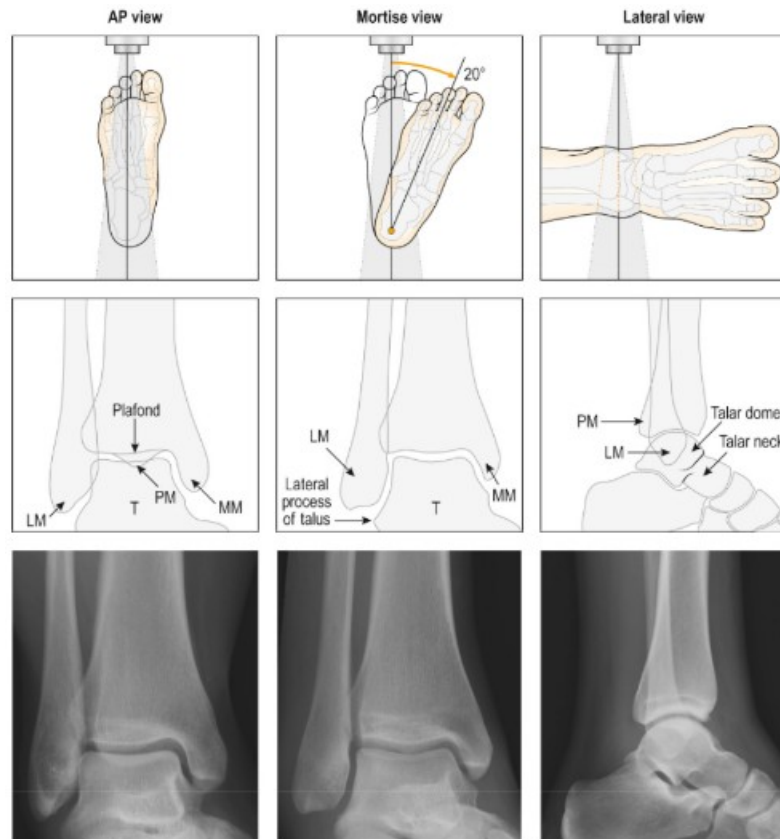 AP view
Mortise view
Lateral view
20°
Plafond
PM
LM
MM
T
LM
Lateral
process
of talus
MM
T
PM
LM
Talar dome
Talar neck